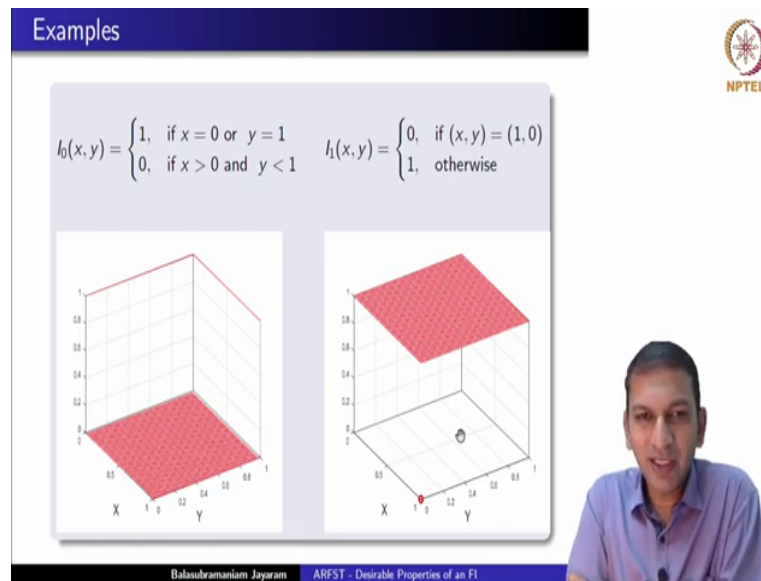 Examples
NPTEL
I₀(x, y) = { 1, if x = 0 or y = 1
0, if x > 0 and y < 1
I₁(x, y) = { 0, if (x, y) = (1, 0)
1, otherwise
1
0.8
0.6
0.4
0.2
0
0
0.5
1
X
0
0.2
0.4
0.6
0.8
1
Y
1
0.8
0.6
0.4
0.2
0
0
0.5
1
X
0
0.2
0.4
0.6
0.8
1
Y
Balasubramaniam Jayaram ARFST - Desirable Properties of an FI